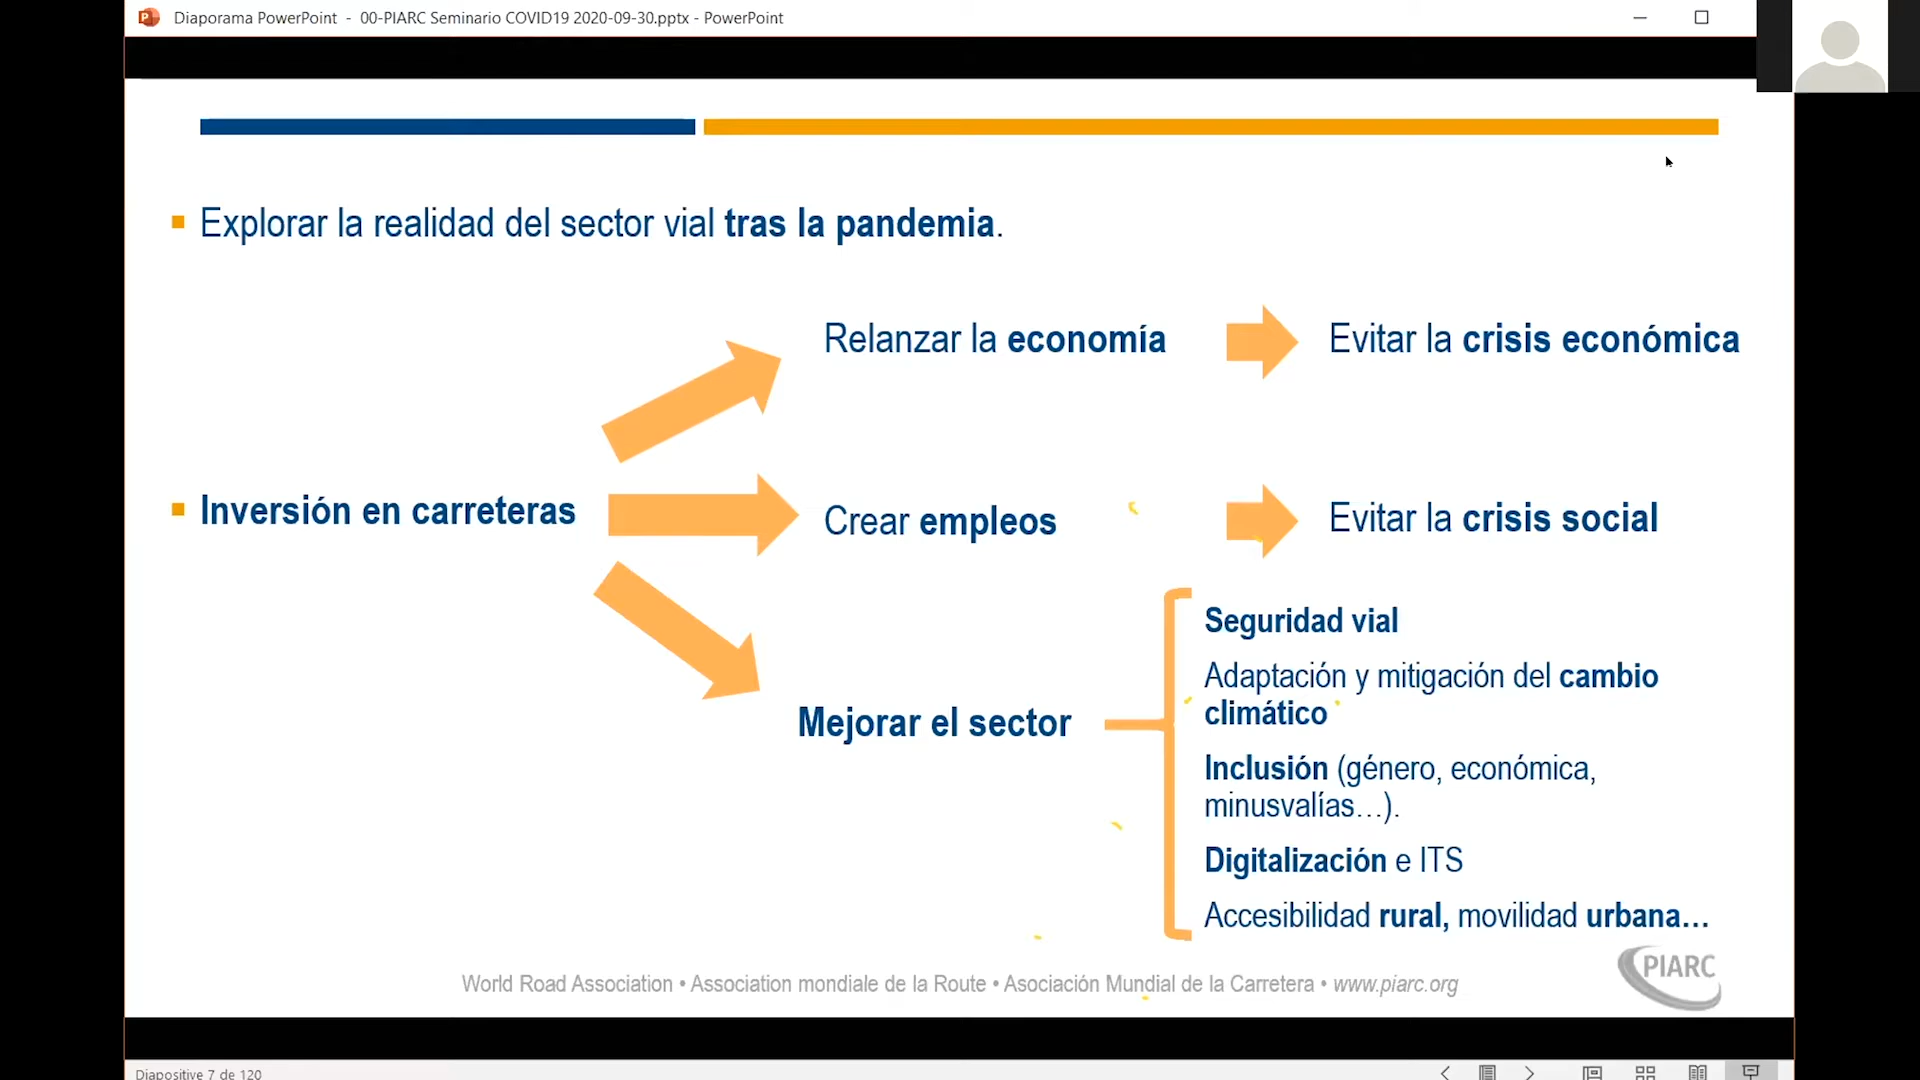 Diaporama PowerPoint - 00-PIARC Seminario COVID19 2020-09-30.pptx - PowerPoint
Explorar la realidad del sector vial tras la pandemia.
Relanzar la economía
Evitar la crisis económica
Inversión en carreteras
Crear empleos
Evitar la crisis social
Mejorar el sector
Seguridad vial
Adaptación y mitigación del cambio
climático
Inclusión (género, económica,
minusvalías...).
Digitalización e ITS
Accesibilidad rural, movilidad urbana...
World Road Association • Association mondiale de la Route • Asociación Mundial de la Carretera • www.piarc.org
PIARC
Diapositive 7 de 120